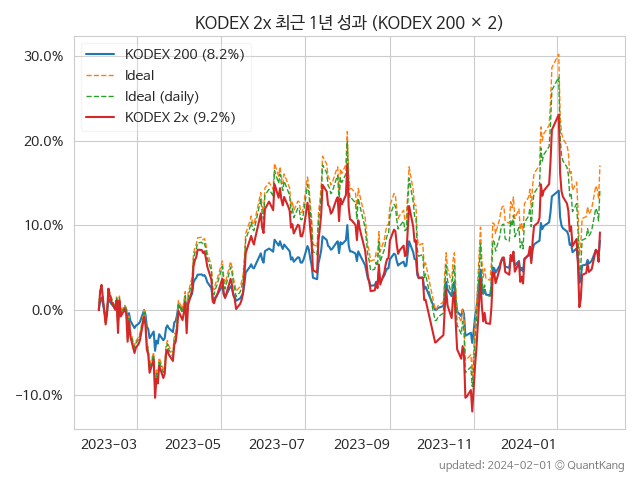 KODEX 2x 최근 1년 성과 (KODEX 200 × 2)
30.0%
20.0%
10.0%
0.0%
−10.0%
KODEX 200 (8.2%)
Ideal
Ideal (daily)
KODEX 2x (9.2%)
2023-03 2023-05 2023-07 2023-09 2023-11 2024-01
updated: 2024-02-01 © QuantKang